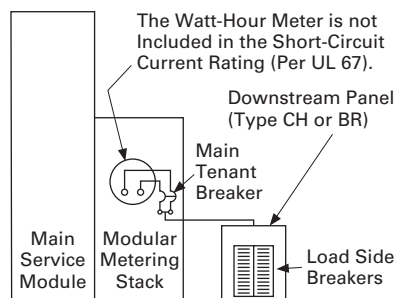 The Watt-Hour Meter is not
Included in the Short-Circuit
Current Rating (Per UL 67).
Downstream Panel
(Type CH or BR)
Main
Tenant
Breaker
Main
Service
Module
Modular
Metering
Stack
Load Side
Breakers